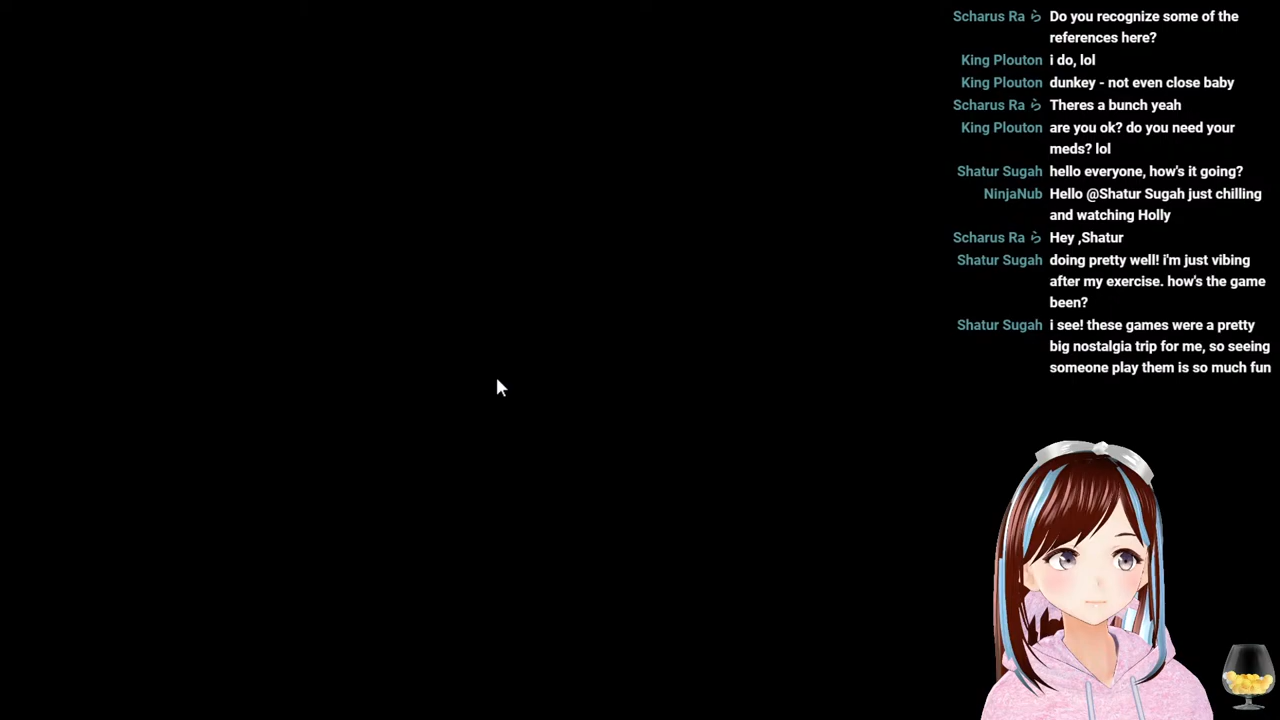 Scharus Ra ら Do you recognize some of the
references here?
King Plouton i do, lol
King Plouton dunkey - not even close baby
Scharus Ra ら Theres a bunch yeah
King Plouton are you ok? do you need your
meds? lol
Shatur Sugah hello everyone, how's it going?
NinjaNub Hello @Shatur Sugah just chilling
and watching Holly
Scharus Ra ら Hey ,Shatur
Shatur Sugah doing pretty well! i'm just vibing
after my exercise. how's the game
been?
Shatur Sugah i see! these games were a pretty
big nostalgia trip for me, so seeing
someone play them is so much fun